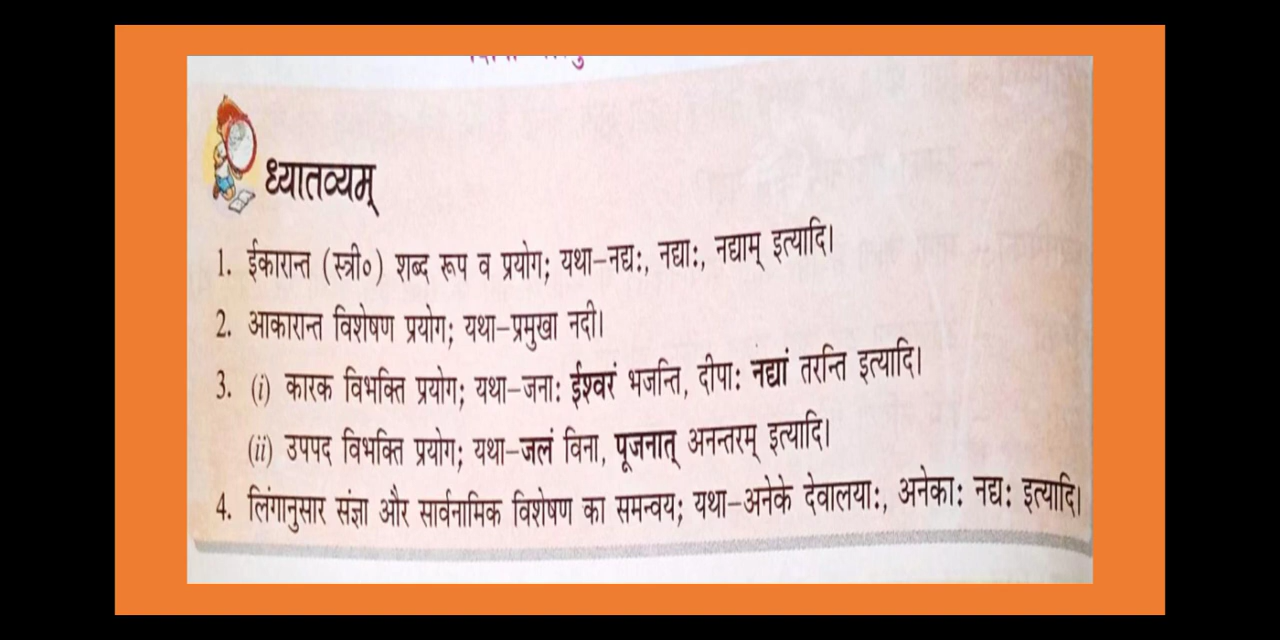 ध्यातव्यम्
1. ईकारान्त (स्त्री०) शब्द रूप व प्रयोग; यथा–नद्य:, नद्या:, नद्याम् इत्यादि।
2. आकारान्त विशेषण प्रयोग; यथा–प्रमुखा नदी।
3. (i) कारक विभक्ति प्रयोग; यथा–जना: ईश्वरं भजन्ति, दीपा: नद्यां तरन्ति इत्यादि।
(ii) उपपद विभक्ति प्रयोग; यथा–जलं विना, पूजनात् अनन्तरम् इत्यादि।
4. लिंगानुसार संज्ञा और सार्वनामिक विशेषण का समन्वय; यथा–अनेके देवालया:, अनेका: नद्य: इत्यादि।